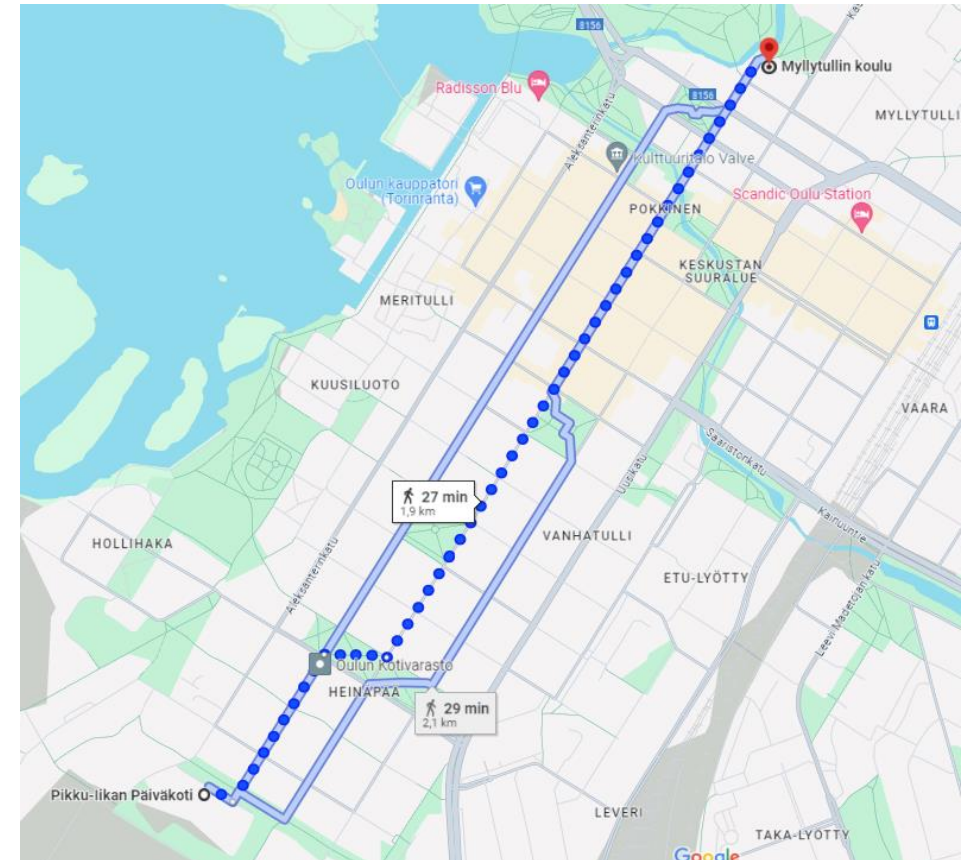 8156
Myllytullin koulu
Radisson Blu
8156
MYLLYTULLI
Aleksanterinkatu
Kulttuuritalo Valve
Oulun kauppatori
(Torinranta)
Scandic Oulu Station
POKKINEN
KESKUSTAN
SUURALUE
MERITULLI
KUUSILUOTO
VAARA
Saaristonkatu
Uusikatu
27 min
1,9 km
Kainuuntie
HOLLIHAKA
VANHATULLI
ETU-LYÖTTY
Aleksanterinkatu
Leevi Madetojan katu
Oulun Kotivarasto
HEINÄPÄÄ
29 min
2,1 km
Pikku-Iikan Päiväkoti
LEVERI
TAKA-LYÖTTY
Google